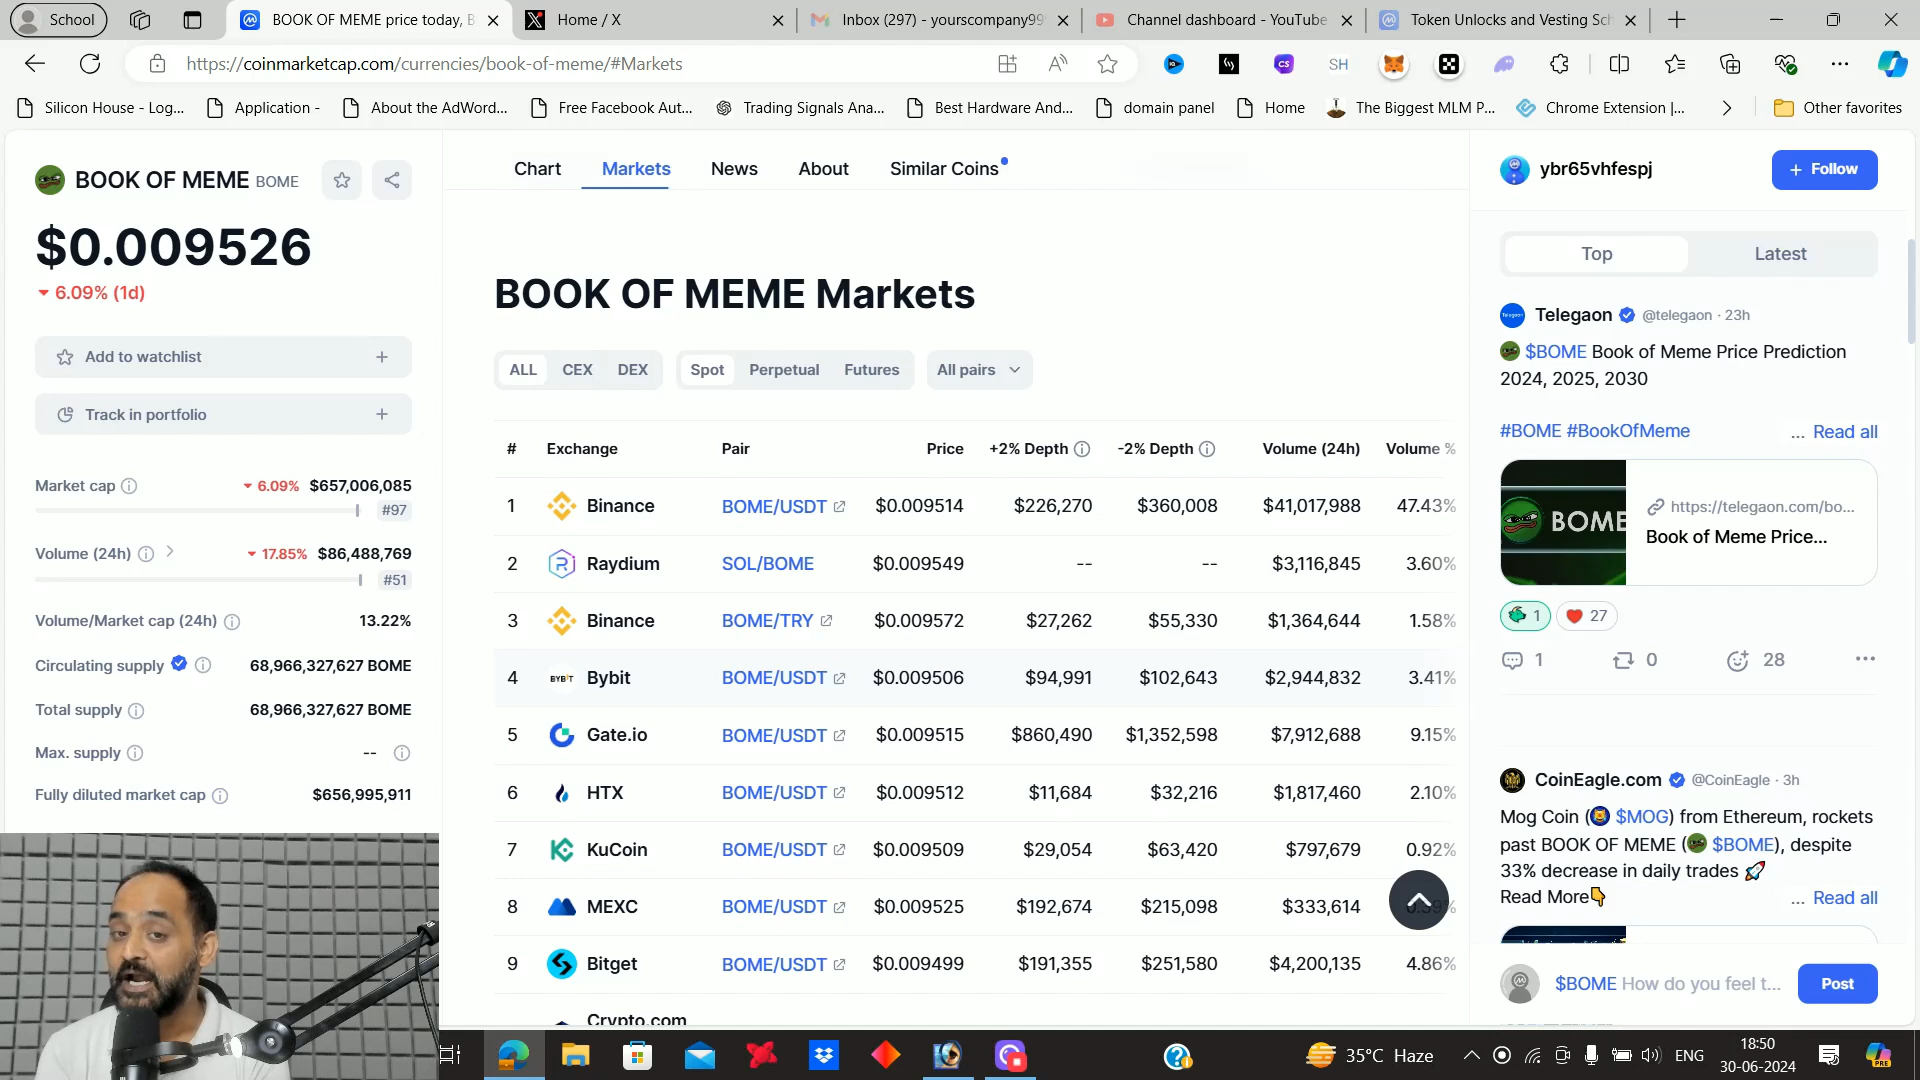 School
BOOK OF MEME price today, B
Home / X
Inbox (297) - yourscompany99
Channel dashboard - YouTube
Token Unlocks and Vesting Sch
https://coinmarketcap.com/currencies/book-of-meme/#Markets
SH
Silicon House - Log...
Application -
About the AdWord...
Free Facebook Aut...
Trading Signals Ana...
Best Hardware And...
domain panel
Home
The Biggest MLM P...
Chrome Extension |...
Other favorites
BOOK OF MEME BOME
$0.009526
6.09% (1d)
Add to watchlist +
Track in portfolio +
Market cap 6.09% $657,006,085
#97
Volume (24h) 17.85% $86,488,769
#51
Volume/Market cap (24h) 13.22%
Circulating supply 68,966,327,627 BOME
Total supply 68,966,327,627 BOME
Max. supply --
Fully diluted market cap $656,995,911
Chart Markets News About Similar Coins
BOOK OF MEME Markets
ALL CEX DEX Spot Perpetual Futures All pairs
# Exchange Pair Price +2% Depth -2% Depth Volume (24h) Volume %
1 Binance BOME/USDT $0.009514 $226,270 $360,008 $41,017,988 47.43%
2 Raydium SOL/BOME $0.009549 -- -- $3,116,845 3.60%
3 Binance BOME/TRY $0.009572 $27,262 $55,330 $1,364,644 1.58%
4 BYBIT Bybit BOME/USDT $0.009506 $94,991 $102,643 $2,944,832 3.41%
5 Gate.io BOME/USDT $0.009515 $860,490 $1,352,598 $7,912,688 9.15%
6 HTX BOME/USDT $0.009512 $11,684 $32,216 $1,817,460 2.10%
7 KuCoin BOME/USDT $0.009509 $29,054 $63,420 $797,679 0.92%
8 MEXC BOME/USDT $0.009525 $192,674 $215,098 $333,614
9 Bitget BOME/USDT $0.009499 $191,355 $251,580 $4,200,135 4.86%
Crypto.com
ybr65vhfespj
+ Follow
Top Latest
Telegaon @telegaon · 23h
$BOME Book of Meme Price Prediction
2024, 2025, 2030
#BOME #BookOfMeme ... Read all
BOME
https://telegaon.com/bo...
Book of Meme Price...
1 27
1 0 28
CoinEagle.com @CoinEagle · 3h
Mog Coin ($MOG) from Ethereum, rockets
past BOOK OF MEME ($BOME), despite
33% decrease in daily trades
Read More ... Read all
$BOME How do you feel t...
Post
35°C Haze
ENG
18:50
30-06-2024
PRE